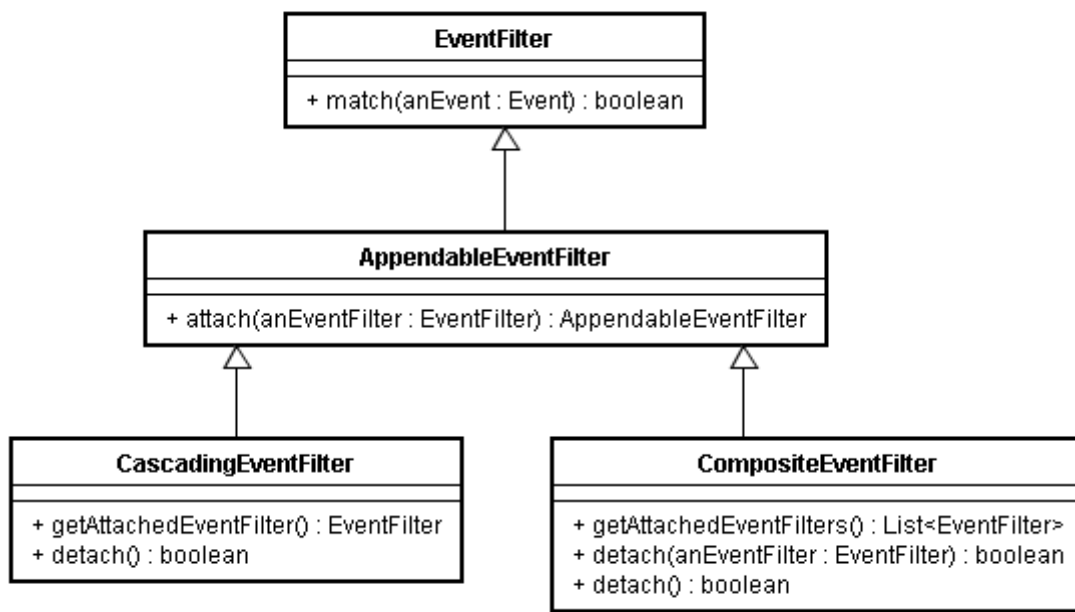 EventFilter
+ match(anEvent : Event) : boolean
AppendableEventFilter
+ attach(anEventFilter : EventFilter) : AppendableEventFilter
CascadingEventFilter
+ getAttachedEventFilter() : EventFilter
+ detach() : boolean
CompositeEventFilter
+ getAttachedEventFilters() : List<EventFilter>
+ detach(anEventFilter : EventFilter) : boolean
+ detach() : boolean